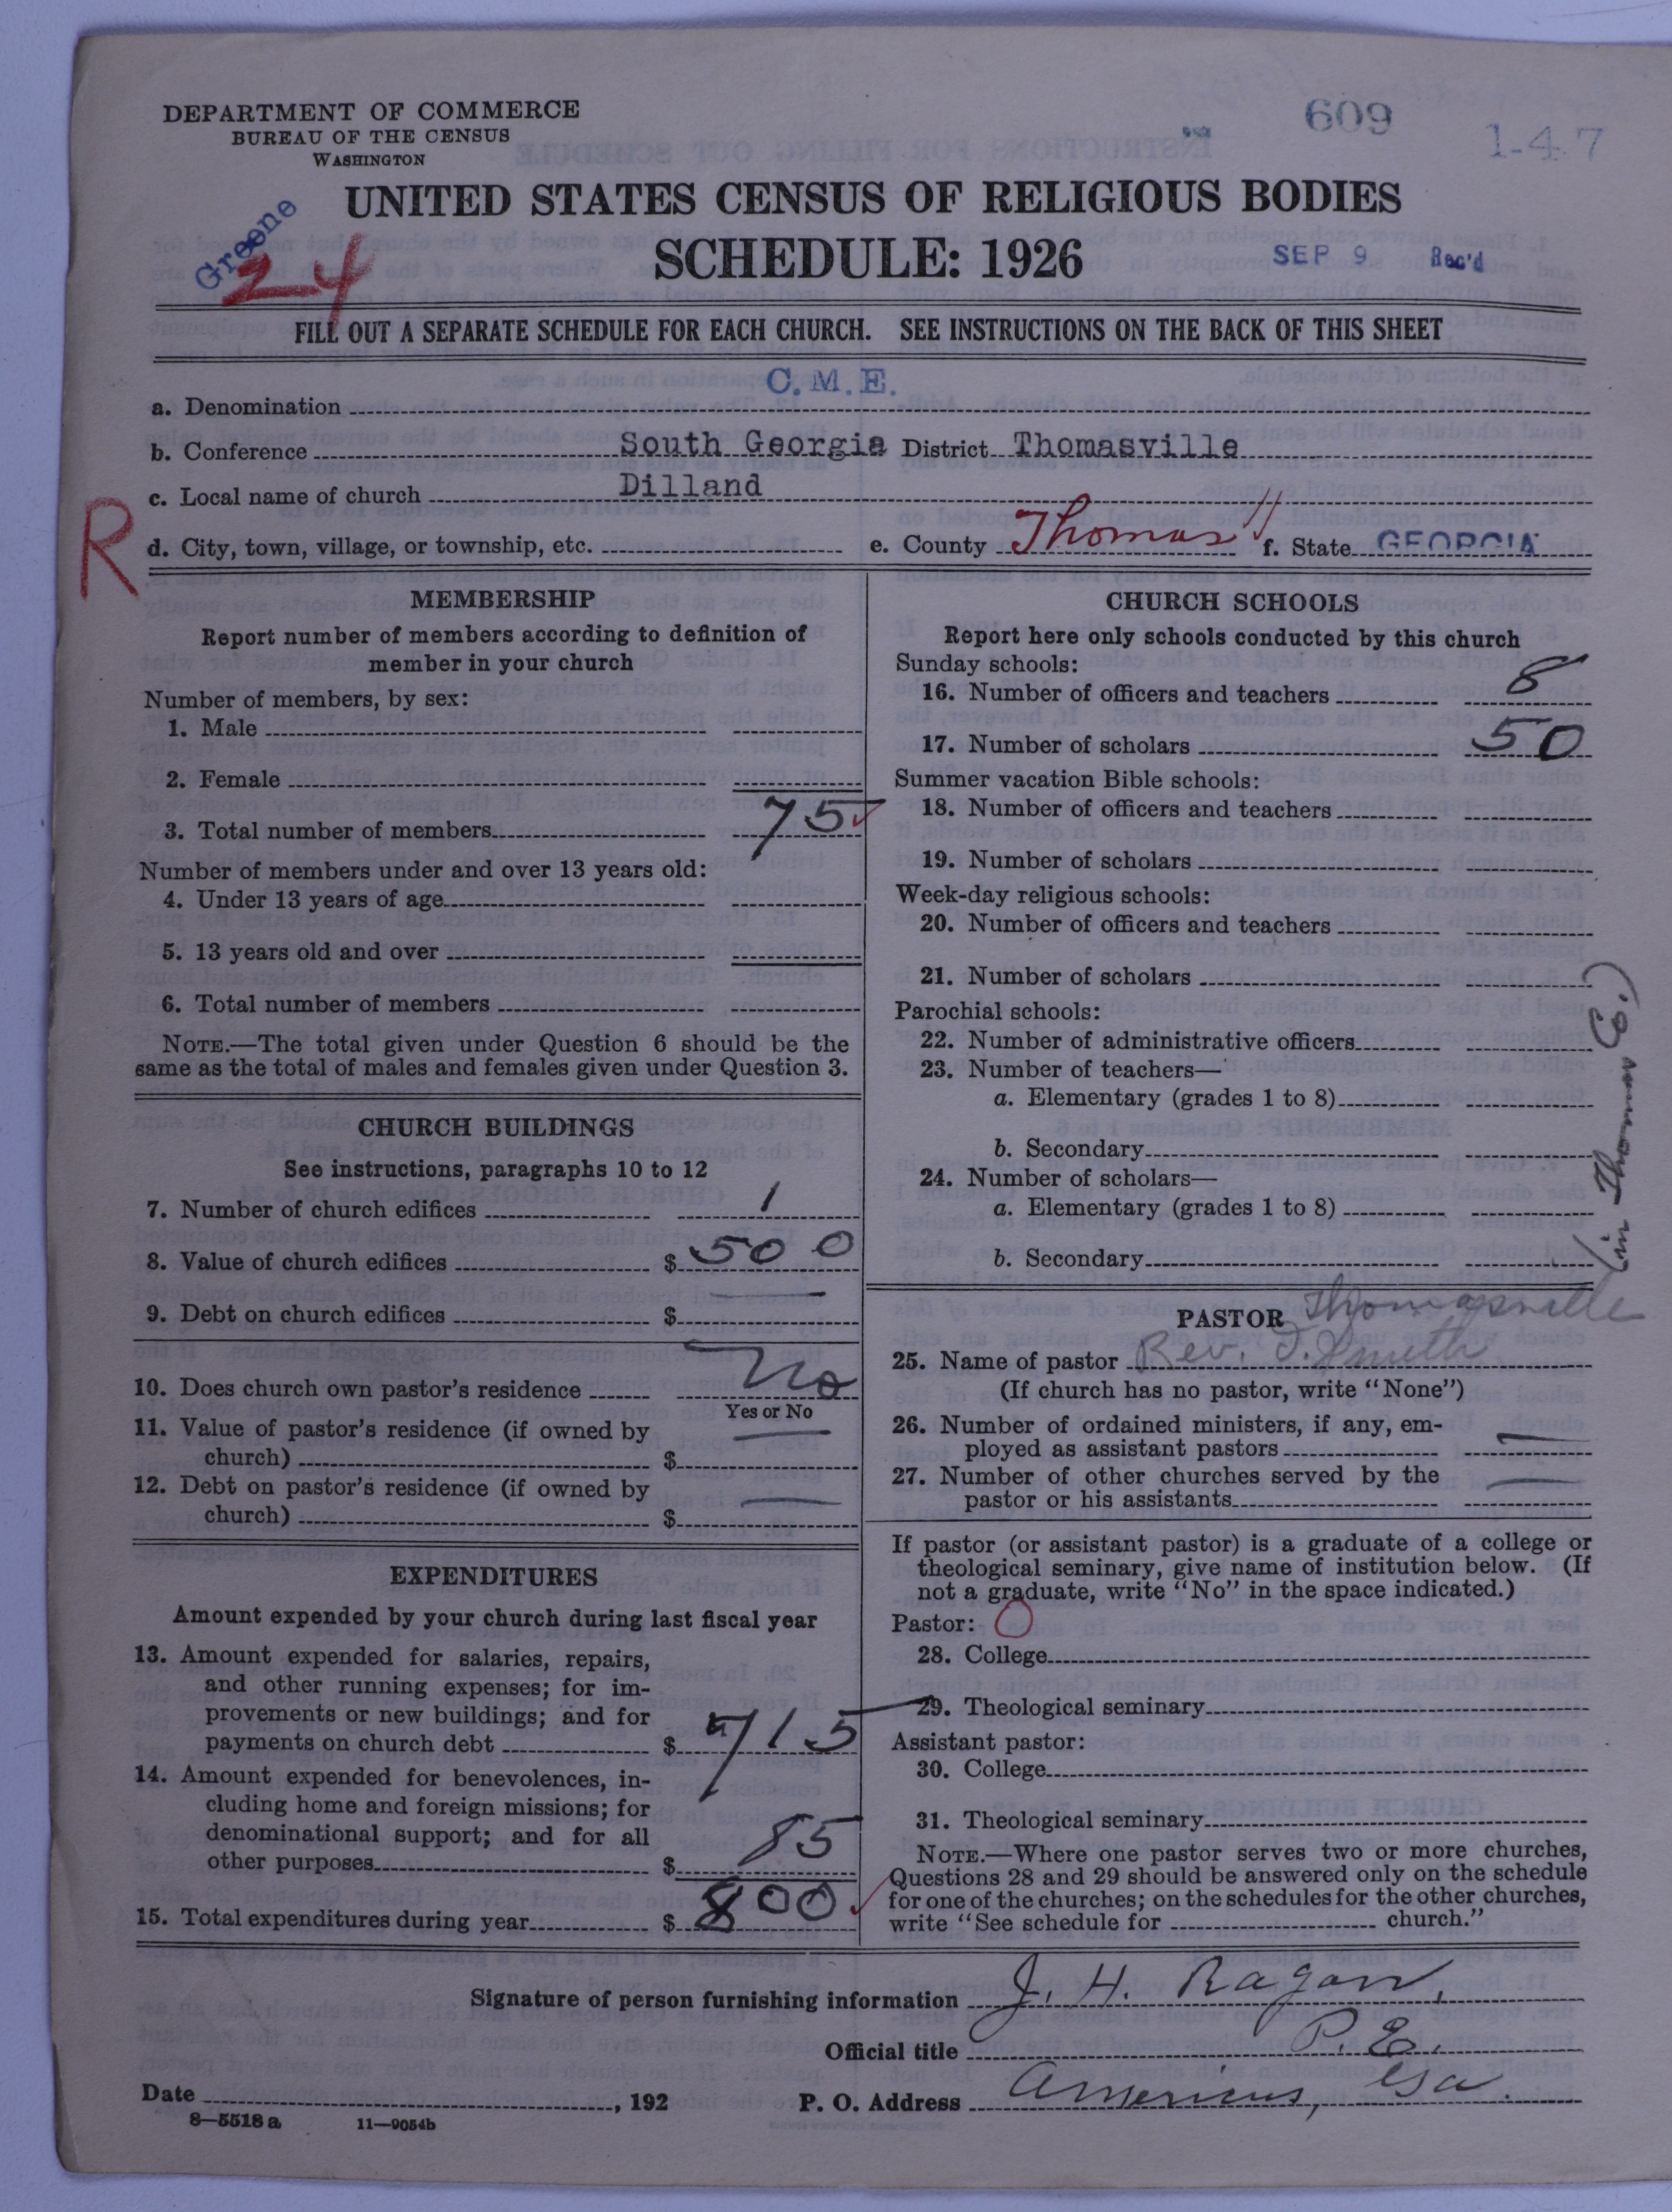 DEPARTMENT OF COMMERCE
BUREAU OF THE CENSUS
WASHINGTON
609
1-4-7
UNITED STATES CENSUS OF RELIGIOUS BODIES
SCHEDULE: 1926
Greene
24
SEP 9 Rec'd
FILL OUT A SEPARATE SCHEDULE FOR EACH CHURCH. SEE INSTRUCTIONS ON THE BACK OF THIS SHEET
a. Denomination C.M.E.
b. Conference South Georgia District Thomasville
c. Local name of church Dilland
R
d. City, town, village, or township, etc. e. County Thomas f. State GEORGIA
MEMBERSHIP
Report number of members according to definition of
member in your church
Number of members, by sex:
1. Male
2. Female
3. Total number of members 75
Number of members under and over 13 years old:
4. Under 13 years of age
5. 13 years old and over
6. Total number of members
NOTE.—The total given under Question 6 should be the
same as the total of males and females given under Question 3.
CHURCH BUILDINGS
See instructions, paragraphs 10 to 12
7. Number of church edifices 1
8. Value of church edifices $ 500
9. Debt on church edifices $ —
10. Does church own pastor's residence No
Yes or No
11. Value of pastor's residence (if owned by
church) $ —
12. Debt on pastor's residence (if owned by
church) $ —
EXPENDITURES
Amount expended by your church during last fiscal year
13. Amount expended for salaries, repairs,
and other running expenses; for im-
provements or new buildings; and for
payments on church debt $ 715
14. Amount expended for benevolences, in-
cluding home and foreign missions; for
denominational support; and for all
other purposes $ 85
15. Total expenditures during year $ 800
CHURCH SCHOOLS
Report here only schools conducted by this church
Sunday schools:
16. Number of officers and teachers 8
17. Number of scholars 50
Summer vacation Bible schools:
18. Number of officers and teachers
19. Number of scholars
Week-day religious schools:
20. Number of officers and teachers
21. Number of scholars
Parochial schools:
22. Number of administrative officers
23. Number of teachers—
a. Elementary (grades 1 to 8)
b. Secondary
24. Number of scholars—
a. Elementary (grades 1 to 8)
b. Secondary
(in Thomas Co.)
Thomasville
PASTOR
25. Name of pastor Rev. I. Smith
(If church has no pastor, write "None")
26. Number of ordained ministers, if any, em-
ployed as assistant pastors —
27. Number of other churches served by the
pastor or his assistants —
If pastor (or assistant pastor) is a graduate of a college or
theological seminary, give name of institution below. (If
not a graduate, write "No" in the space indicated.)
Pastor: O
28. College
29. Theological seminary
Assistant pastor:
30. College
31. Theological seminary
NOTE.—Where one pastor serves two or more churches,
Questions 28 and 29 should be answered only on the schedule
for one of the churches; on the schedules for the other churches,
write "See schedule for church."
Signature of person furnishing information J. H. Ragan,
Official title P. E.
Date , 192 P. O. Address Americus, Ga.
8—5518 a 11—9054b